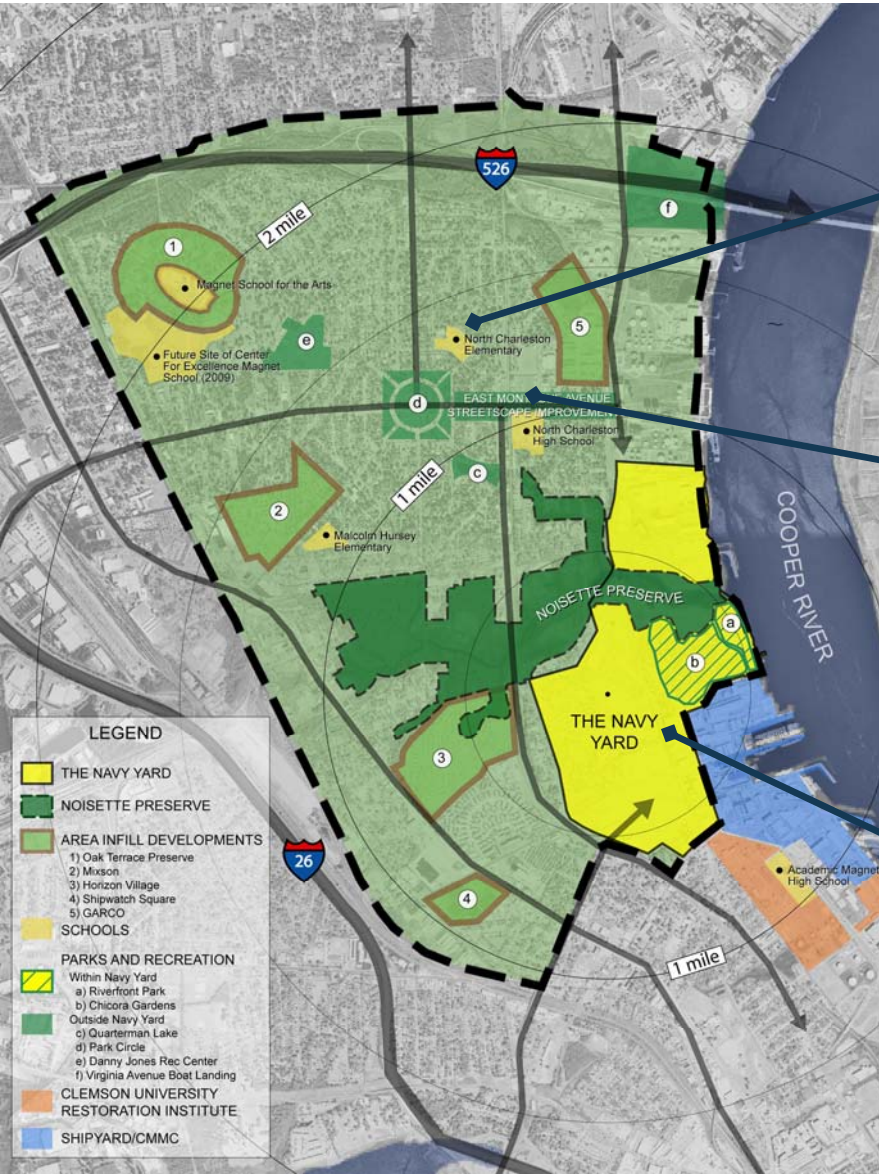 526
f
2 mile
1
Magnet School for the Arts
Future Site of Center
For Excellence Magnet
School (2009)
e
North Charleston
Elementary
5
d
EAST MON AVENUE
STREETSCAPE IMPROVEMEN
North Charleston
High School
1 mile
c
2
Malcolm Hursey
Elementary
COOPER RIVER
NOISETTE PRESERVE
a
b
THE NAVY
YARD
3
26
4
Academic Magnet
High School
1 mile
LEGEND
THE NAVY YARD
NOISETTE PRESERVE
AREA INFILL DEVELOPMENTS
1) Oak Terrace Preserve
2) Mixson
3) Horizon Village
4) Shipwatch Square
5) GARCO
SCHOOLS
PARKS AND RECREATION
Within Navy Yard
a) Riverfront Park
b) Chicora Gardens
Outside Navy Yard
c) Quarterman Lake
d) Park Circle
e) Danny Jones Rec Center
f) Virginia Avenue Boat Landing
CLEMSON UNIVERSITY
RESTORATION INSTITUTE
SHIPYARD/CMMC